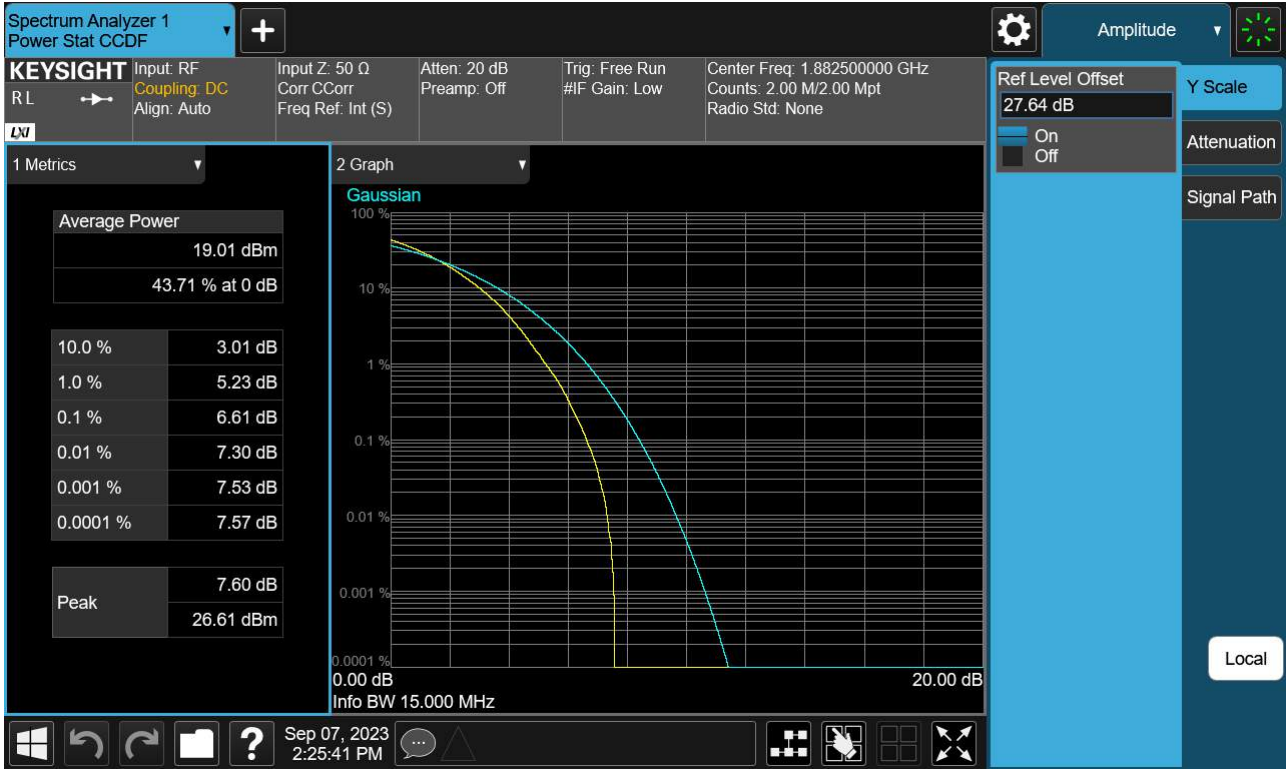 Spectrum Analyzer 1
Power Stat CCDF
+
Amplitude
KEYSIGHT
RL
LXI
Input: RF
Coupling: DC
Align: Auto
Input Z: 50 Ω
Corr CCorr
Freq Ref: Int (S)
Atten: 20 dB
Preamp: Off
Trig: Free Run
#IF Gain: Low
Center Freq: 1.882500000 GHz
Counts: 2.00 M/2.00 Mpt
Radio Std: None
Ref Level Offset
27.64 dB
On
Off
Y Scale
Attenuation
Signal Path
1 Metrics
Average Power
19.01 dBm
43.71 % at 0 dB
10.0 % 3.01 dB
1.0 % 5.23 dB
0.1 % 6.61 dB
0.01 % 7.30 dB
0.001 % 7.53 dB
0.0001 % 7.57 dB
Peak
7.60 dB
26.61 dBm
2 Graph
Gaussian
100 %
10 %
1 %
0.1 %
0.01 %
0.001 %
0.0001 %
0.00 dB 20.00 dB
Info BW 15.000 MHz
Local
?
Sep 07, 2023
2:25:41 PM